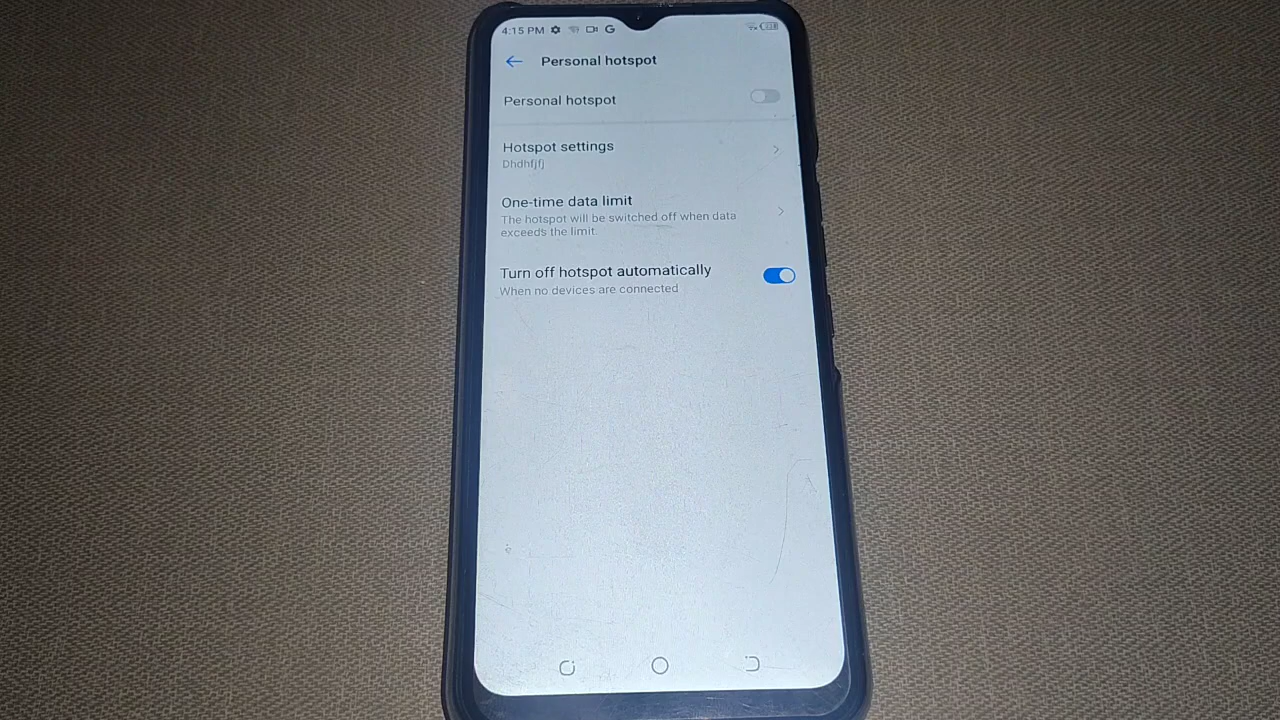 4:15 PM G
Personal hotspot
Personal hotspot
Hotspot settings
Dhdhfjfj
One-time data limit
The hotspot will be switched off when data
exceeds the limit.
Turn off hotspot automatically
When no devices are connected